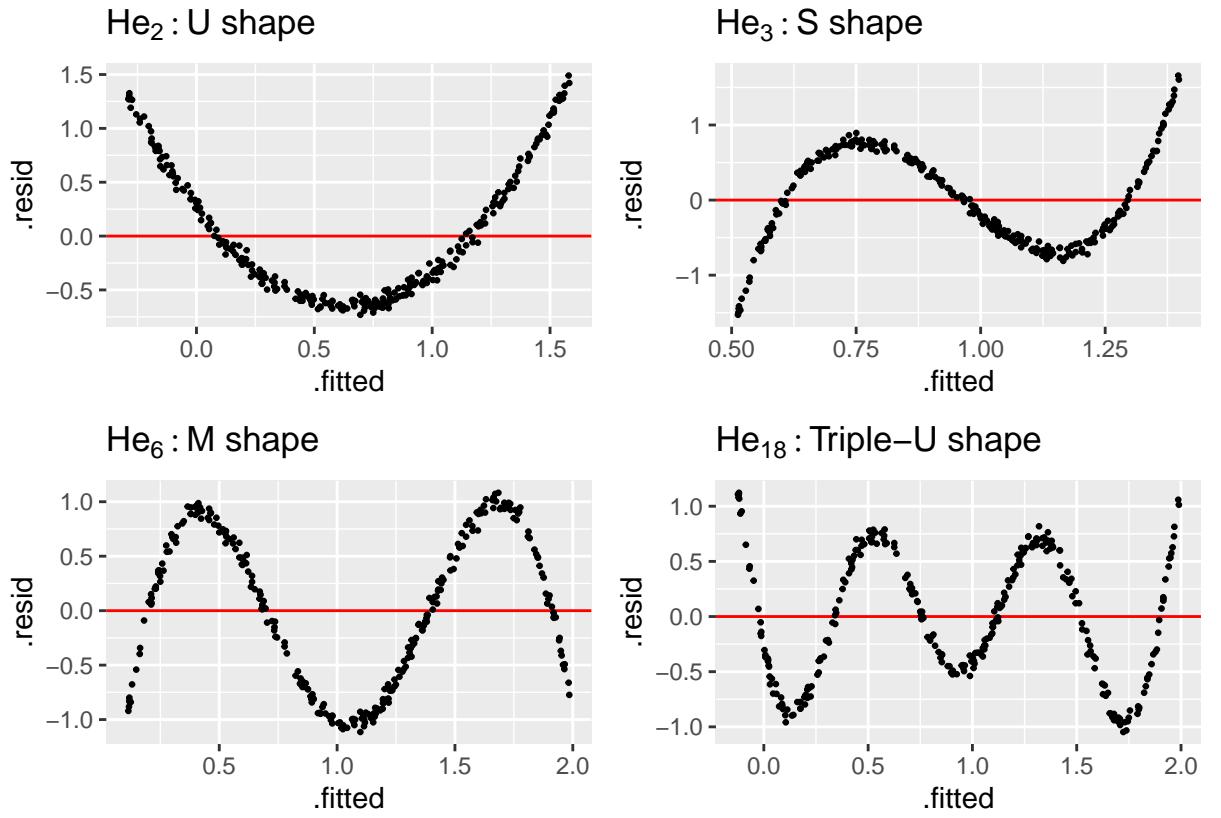 He₂ : U shape
1.5
1.0
0.5
0.0
−0.5
.resid
0.0 0.5 1.0 1.5
.fitted
He₃ : S shape
1
0
−1
.resid
0.50 0.75 1.00 1.25
.fitted
He₆ : M shape
1.0
0.5
0.0
−0.5
−1.0
.resid
0.5 1.0 1.5 2.0
.fitted
He₁₈ : Triple−U shape
1.0
0.5
0.0
−0.5
−1.0
.resid
0.0 0.5 1.0 1.5 2.0
.fitted